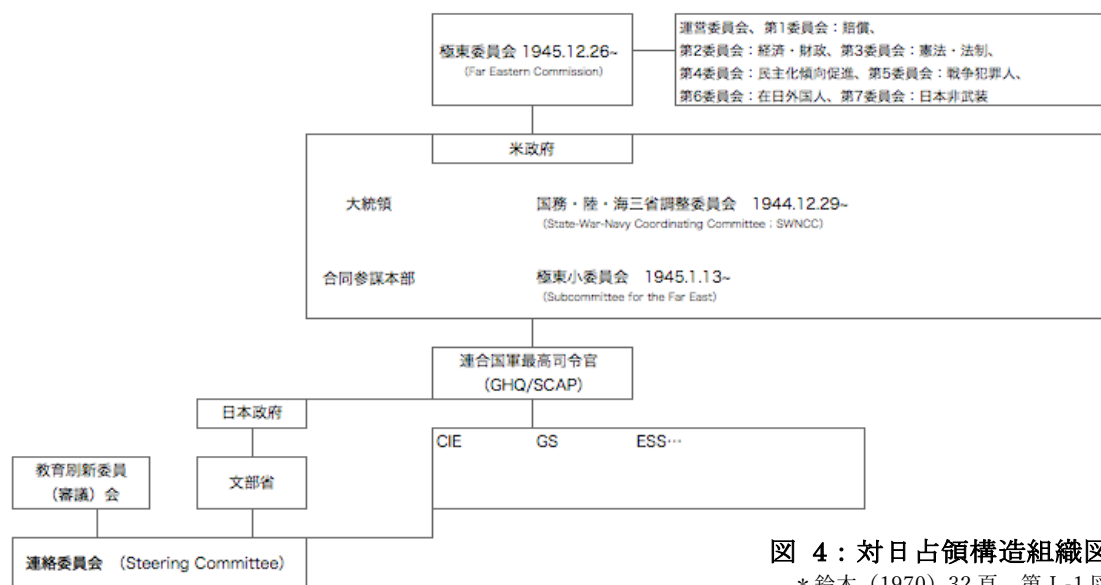 極東委員会 1945.12.26~
(Far Eastern Commission)
運営委員会、第1委員会：賠償、
第2委員会：経済・財政、第3委員会：憲法・法制、
第4委員会：民主化傾向促進、第5委員会：戦争犯罪人、
第6委員会：在日外国人、第7委員会：日本非武装
米政府
大統領
国務・陸・海三省調整委員会　1944.12.29~
(State-War-Navy Coordinating Committee；SWNCC)
合同参謀本部
極東小委員会　1945.1.13~
(Subcommittee for the Far East)
連合国軍最高司令官
（GHQ/SCAP）
日本政府
CIE
GS
ESS…
教育刷新委員
（審議）会
文部省
連絡委員会　（Steering Committee）
図 4：対日占領構造組織図
＊鈴木（1970）32 頁、第Ⅰ-1 図